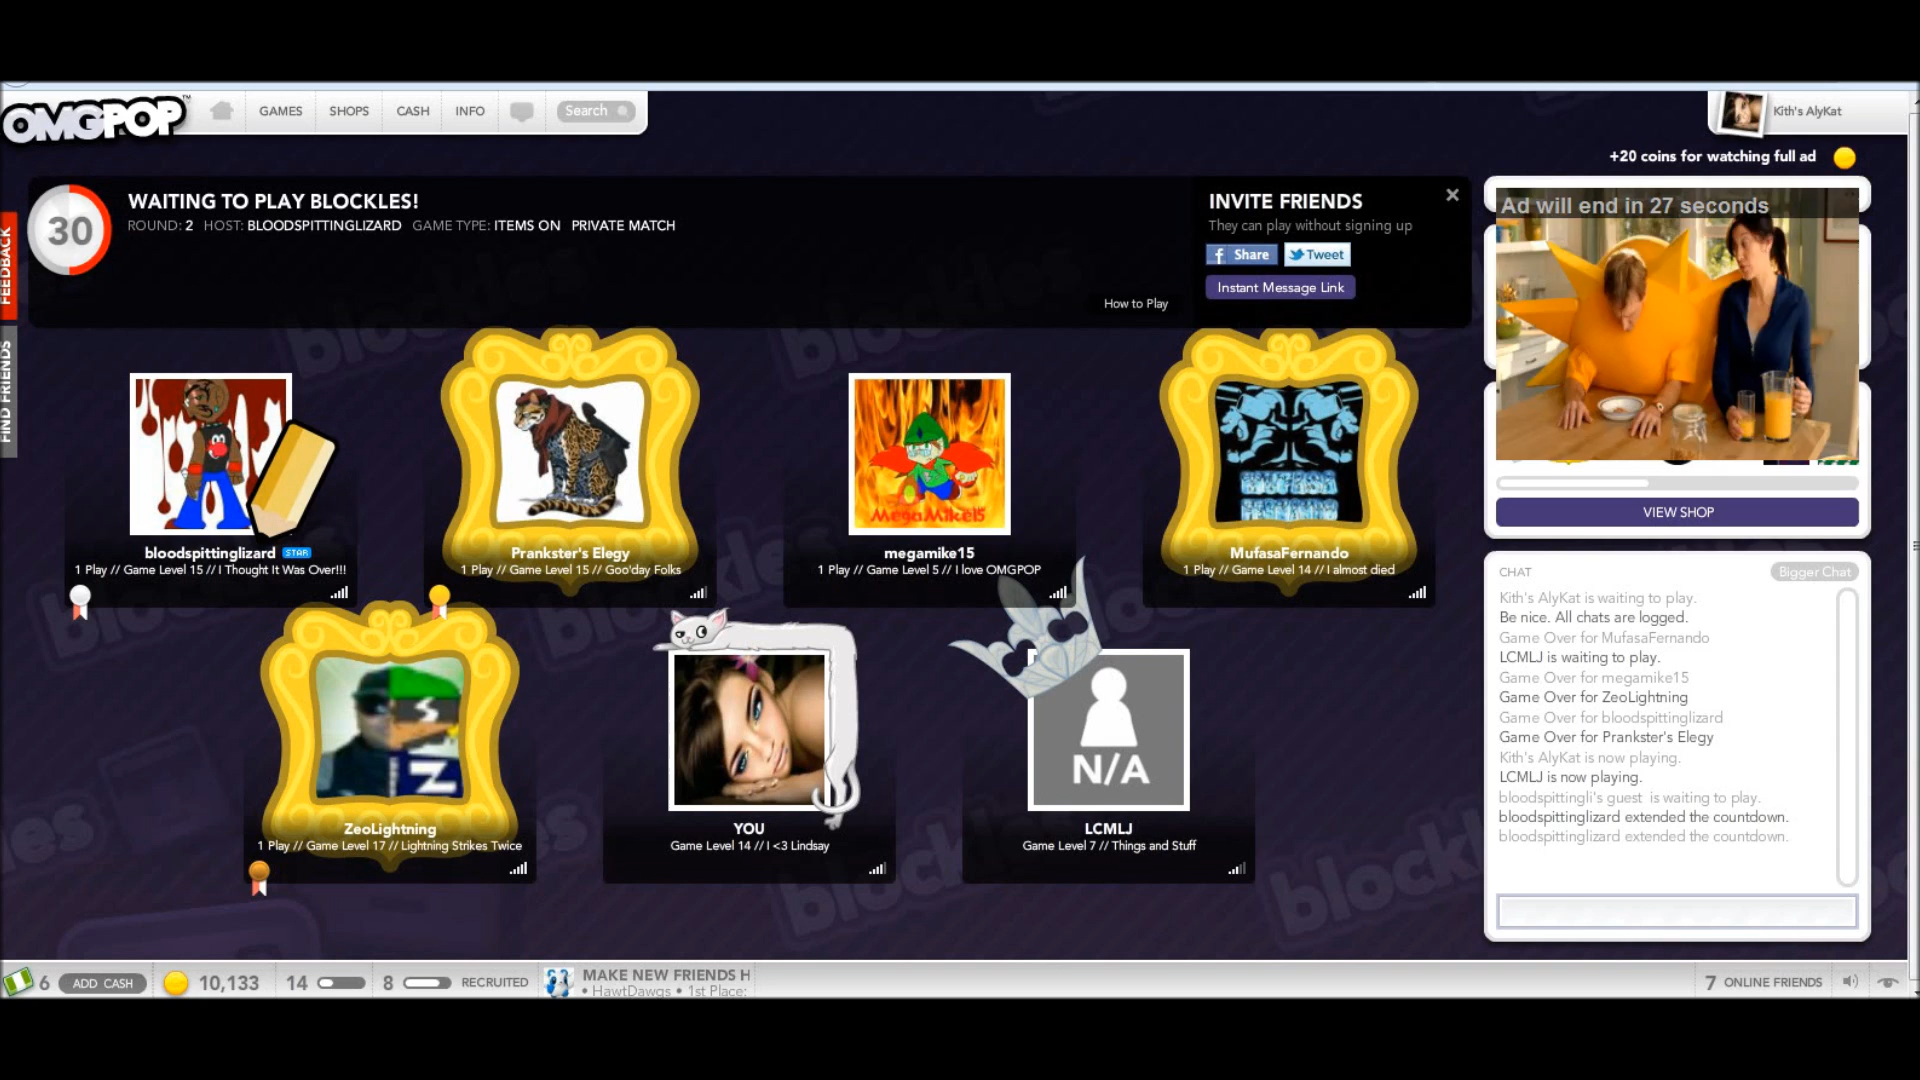 OMGPOP™
GAMES SHOPS CASH INFO Search
Kith's AlyKat
+20 coins for watching full ad
FEEDBACK
FIND FRIENDS
30
WAITING TO PLAY BLOCKLES!
ROUND: 2 HOST: BLOODSPITTINGLIZARD GAME TYPE: ITEMS ON PRIVATE MATCH
How to Play
INVITE FRIENDS
They can play without signing up
Share Tweet
Instant Message Link
Ad will end in 27 seconds
VIEW SHOP
MegaMike15
bloodspittinglizard STAR
1 Play // Game Level 15 // I Thought It Was Over!!!
Prankster's Elegy
1 Play // Game Level 15 // Goo'day Folks
megamike15
1 Play // Game Level 5 // I love OMGPOP
MufasaFernando
1 Play // Game Level 14 // I almost died
S
Z
ZeoLightning
1 Play // Game Level 17 // Lightning Strikes Twice
YOU
Game Level 14 // I <3 Lindsay
N/A
LCMLJ
Game Level 7 // Things and Stuff
blockles
CHAT Bigger Chat
Kith's AlyKat is waiting to play.
Be nice. All chats are logged.
Game Over for MufasaFernando
LCMLJ is waiting to play.
Game Over for megamike15
Game Over for ZeoLightning
Game Over for bloodspittinglizard
Game Over for Prankster's Elegy
Kith's AlyKat is now playing.
LCMLJ is now playing.
bloodspittingli's guest is waiting to play.
bloodspittinglizard extended the countdown.
bloodspittinglizard extended the countdown.
6 ADD CASH 10,133 14 8 RECRUITED
MAKE NEW FRIENDS H
• HawtDawgs • 1st Place:
7 ONLINE FRIENDS